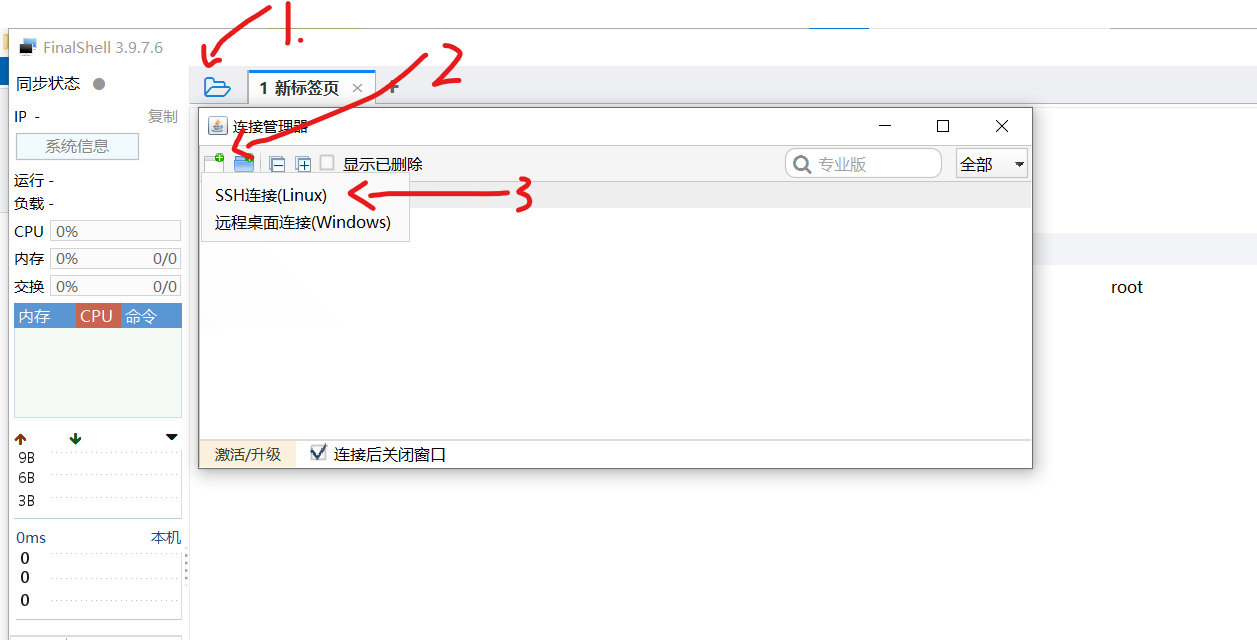 1.
FinalShell 3.9.7.6
2
同步状态
1 新标签页
IP - 复制
连接管理器
系统信息
显示已删除 专业版 全部
运行 -
SSH连接(Linux) 3
负载 -
远程桌面连接(Windows)
CPU 0%
内存 0% 0/0
交换 0% 0/0
root
内存 CPU 命令
激活/升级 连接后关闭窗口
9B
6B
3B
0ms 本机
0
0
0